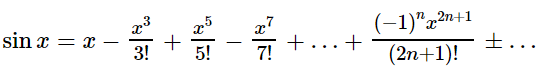 sin x = x − x³/3! + x⁵/5! − x⁷/7! + … + (−1)ⁿx²ⁿ⁺¹/(2n+1)! ± …